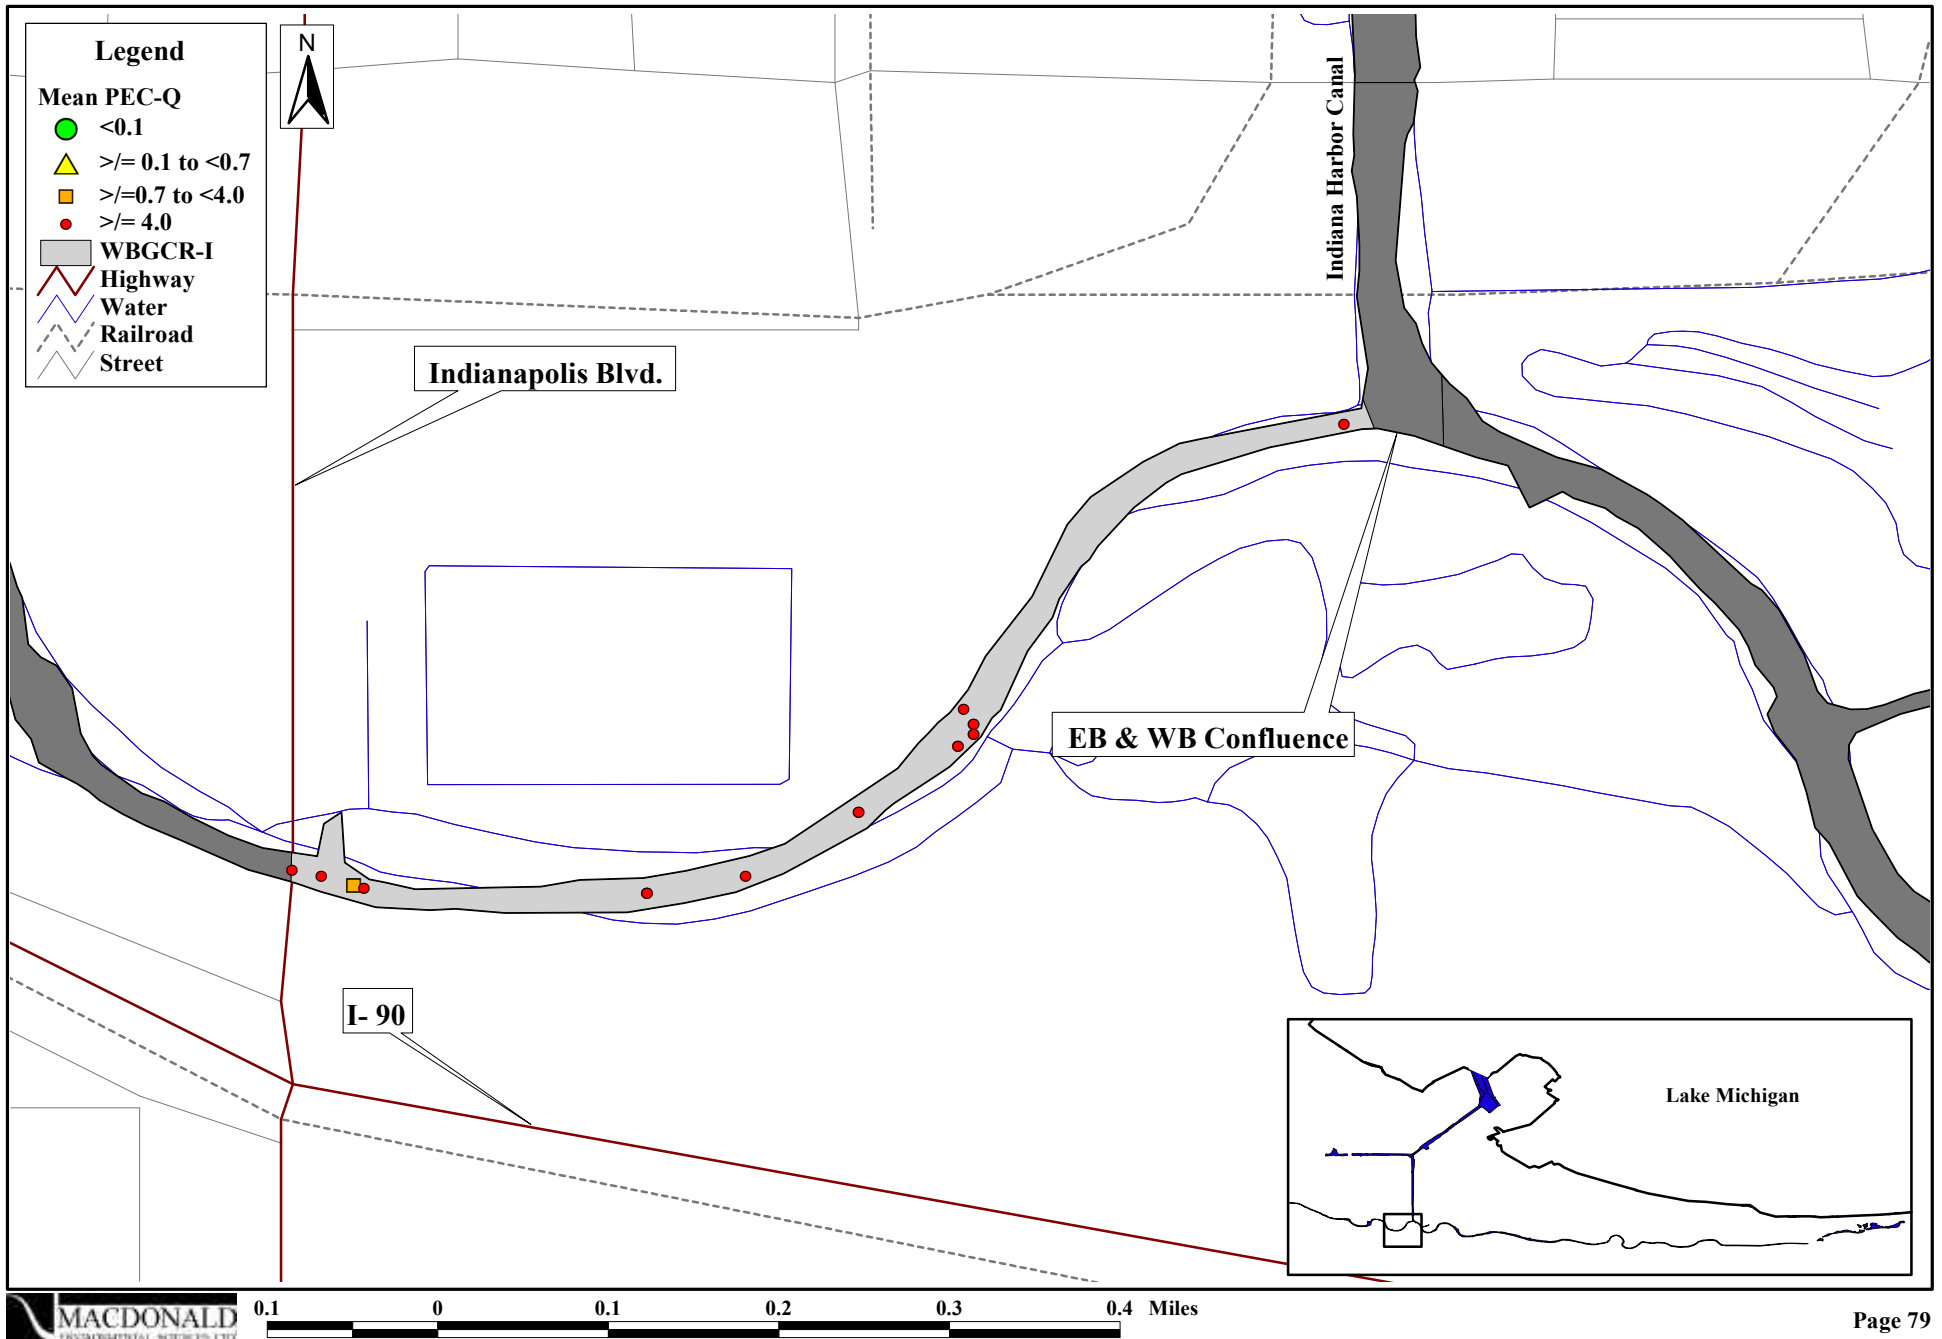 Legend
Mean PEC-Q
<0.1
>/= 0.1 to <0.7
>/=0.7 to <4.0
>/= 4.0
WBGCR-I
Highway
Water
Railroad
Street
N
Indiana Harbor Canal
Indianapolis Blvd.
EB & WB Confluence
I- 90
Lake Michigan
MACDONALD
0.1 0 0.1 0.2 0.3 0.4 Miles
Page 79